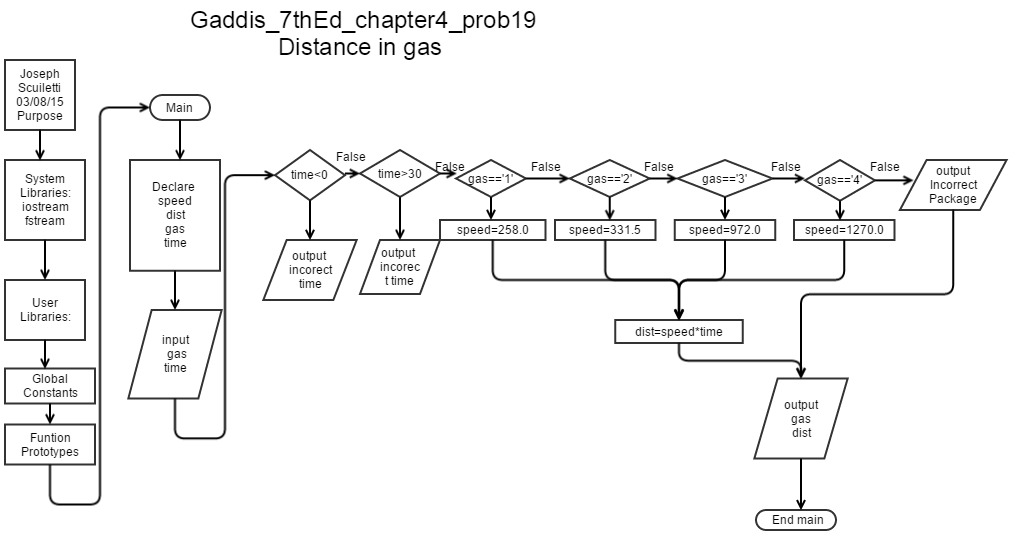 Gaddis_7thEd_chapter4_prob19
Distance in gas
Joseph
Scuiletti
03/08/15
Purpose
System
Libraries:
iostream
fstream
User
Libraries:
Global
Constants
Funtion
Prototypes
Main
Declare
speed
dist
gas
time
input
gas
time
time<0
False
output
incorect
time
time>30
False
output
incorec
t time
gas=='1'
False
speed=258.0
gas=='2'
False
speed=331.5
gas=='3'
False
speed=972.0
gas=='4'
False
speed=1270.0
output
Incorrect
Package
dist=speed*time
output
gas
dist
End main